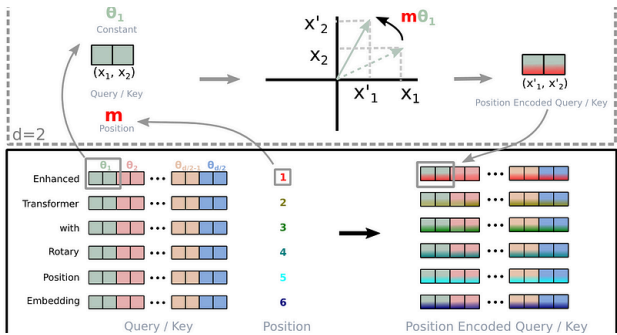 θ1
Constant
(x1, x2)
Query / Key
m
Position
d=2
x'2
x2
mθ1
x'1
x1
(x'1, x'2)
Position Encoded Query / Key
θ1 θ2 θd/2-1 θd/2
Enhanced ••• 1 •••
Transformer ••• 2 •••
with ••• 3 •••
Rotary ••• 4 •••
Position ••• 5 •••
Embedding ••• 6 •••
Query / Key Position Position Encoded Query / Key